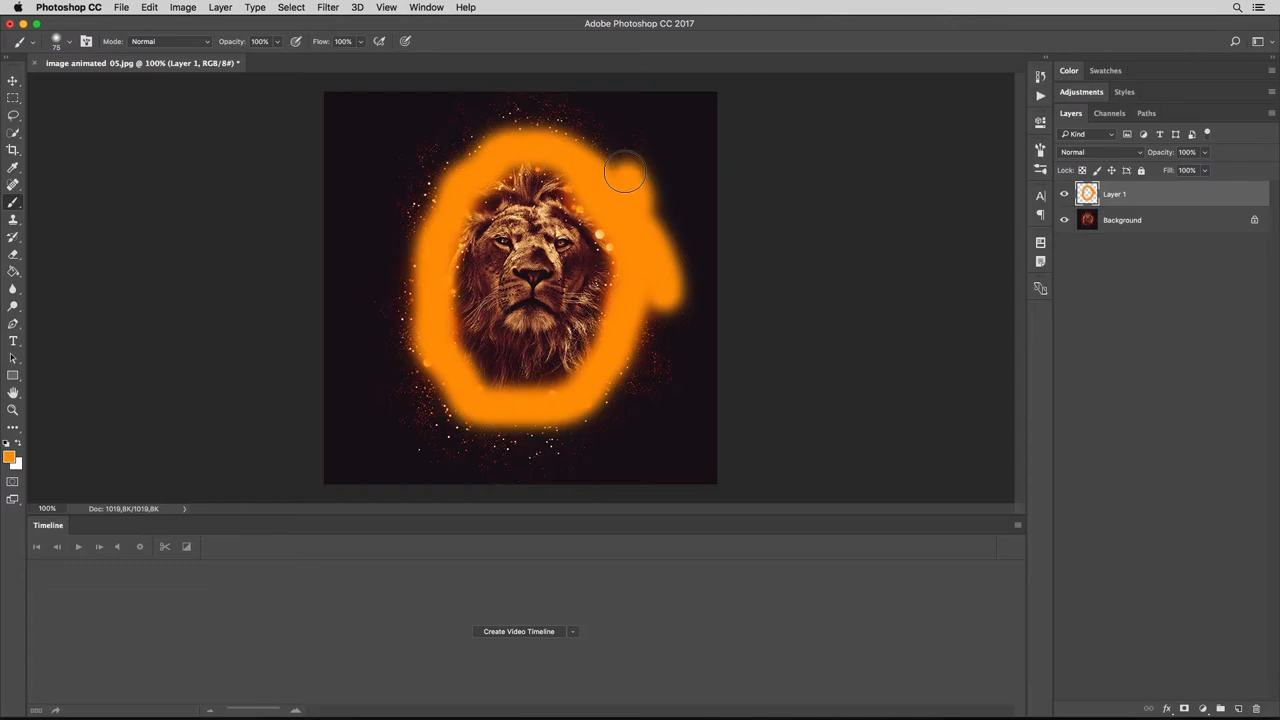 Photoshop CC File Edit Image Layer Type Select Filter 3D View Window Help
Adobe Photoshop CC 2017
75 Mode: Normal Opacity: 100% Flow: 100%
image animated 05.jpg @ 100% (Layer 1, RGB/8#) *
Color Swatches
Adjustments Styles
Layers Channels Paths
Kind
Normal Opacity: 100%
Lock: Fill: 100%
Layer 1
Background
100% Doc: 1019,8K/1019,8K
Timeline
Create Video Timeline